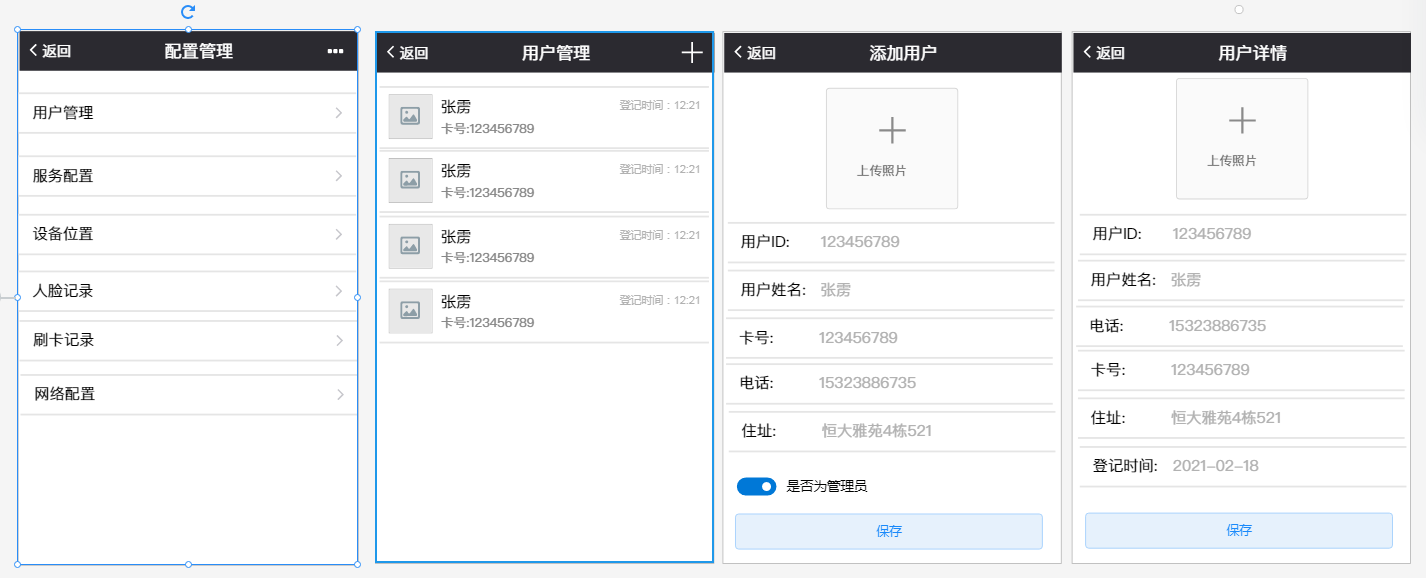 返回 配置管理
用户管理
服务配置
设备位置
人脸记录
刷卡记录
网络配置
返回 用户管理
张雳 登记时间：12:21
卡号:123456789
张雳 登记时间：12:21
卡号:123456789
张雳 登记时间：12:21
卡号:123456789
张雳 登记时间：12:21
卡号:123456789
返回 添加用户
上传照片
用户ID: 123456789
用户姓名: 张雳
卡号: 123456789
电话: 15323886735
住址: 恒大雅苑4栋521
是否为管理员
保存
返回 用户详情
上传照片
用户ID: 123456789
用户姓名: 张雳
电话: 15323886735
卡号: 123456789
住址: 恒大雅苑4栋521
登记时间: 2021-02-18
保存